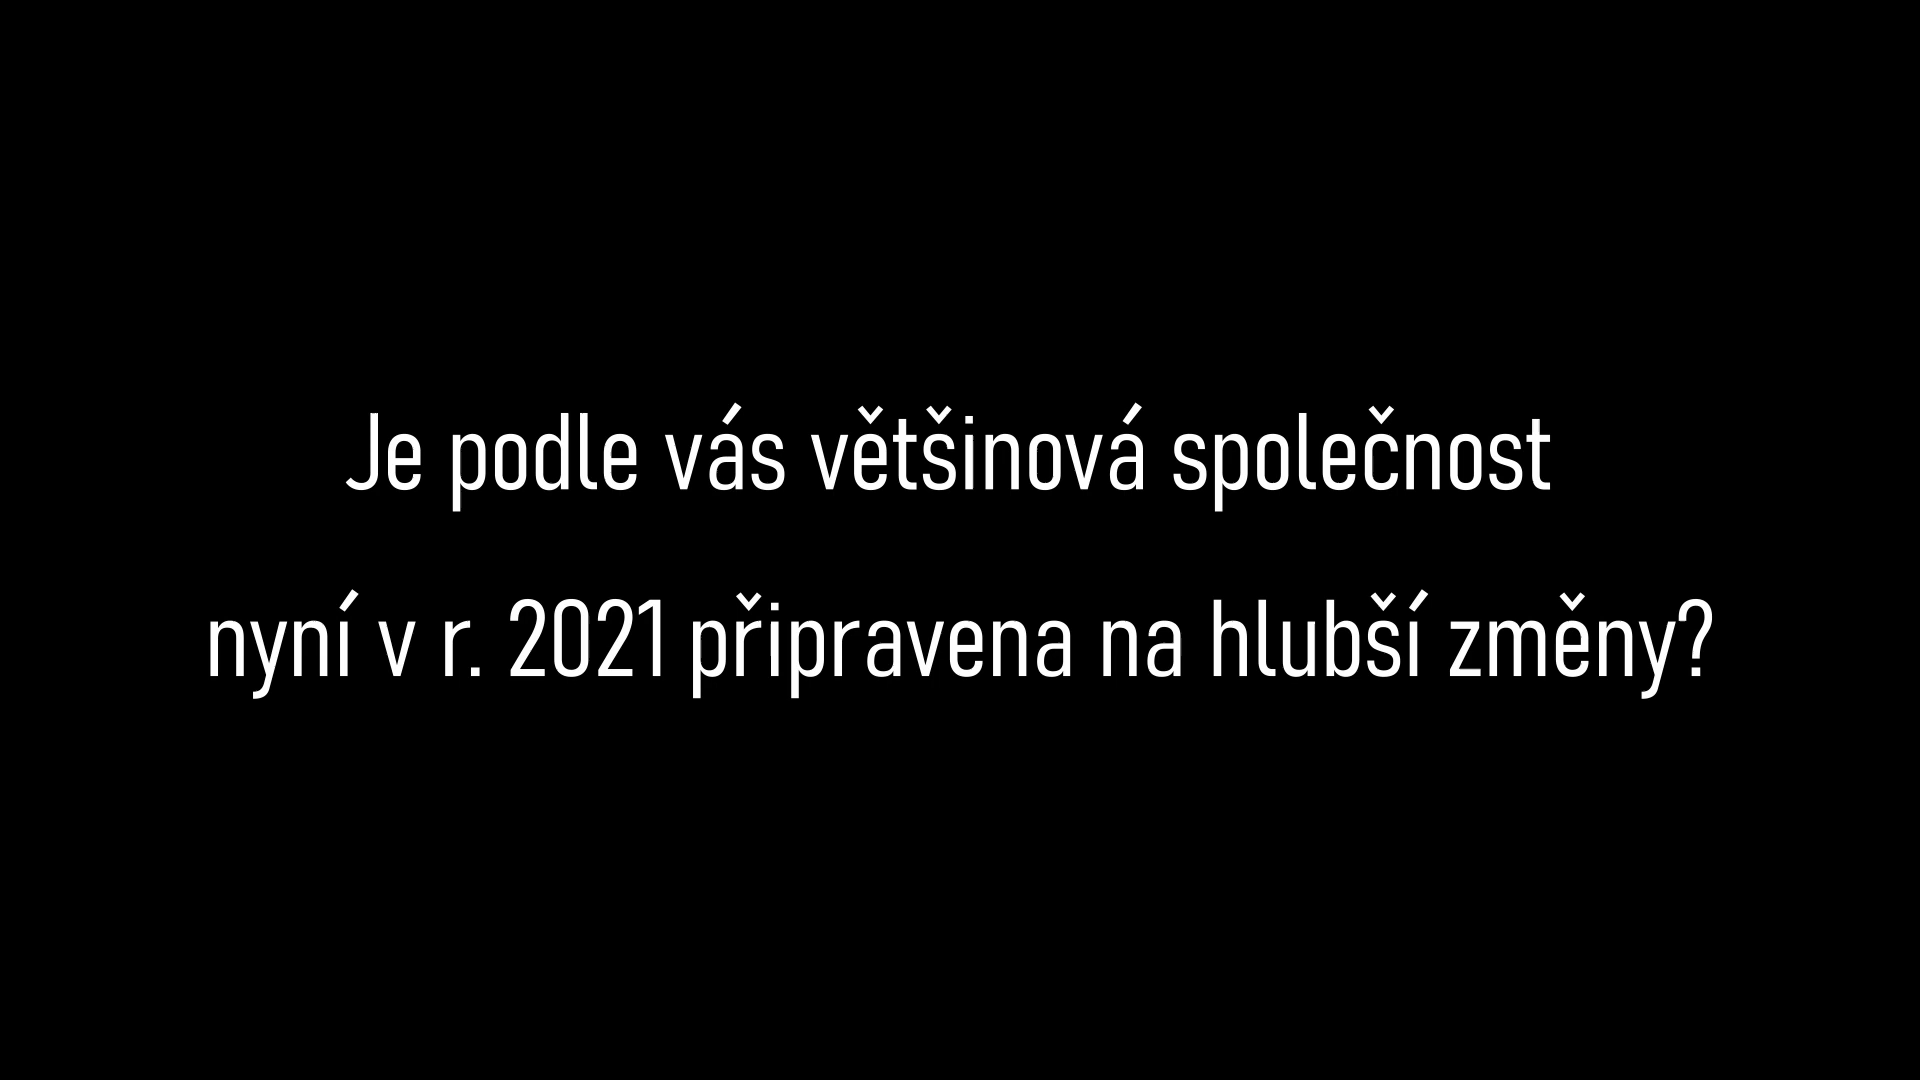 Je podle vás většinová společnost
nyní v r. 2021 připravena na hlubší změny?